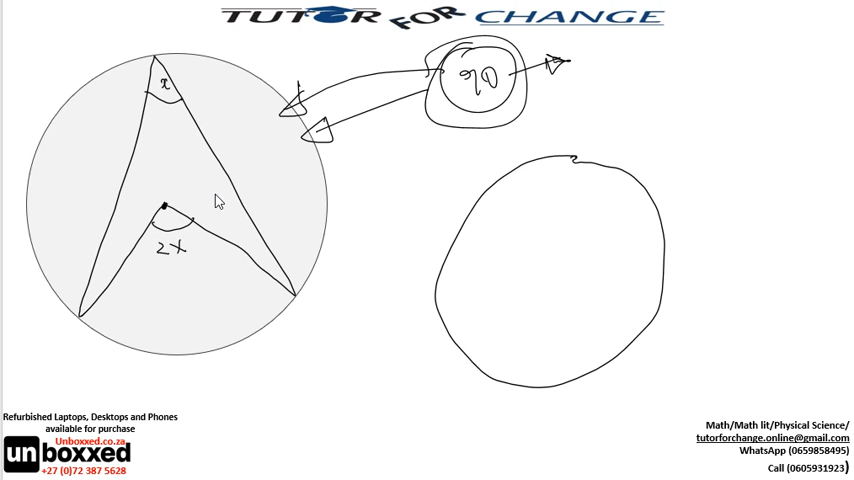 TUTOR FOR CHANGE
x
90
2x
Refurbished Laptops, Desktops and Phones
available for purchase
Unboxxed.co.za
unboxxed
+27 (0)72 387 5628
Math/Math lit/Physical Science/
tutorforchange.online@gmail.com
WhatsApp (0659858495)
Call (0605931923)